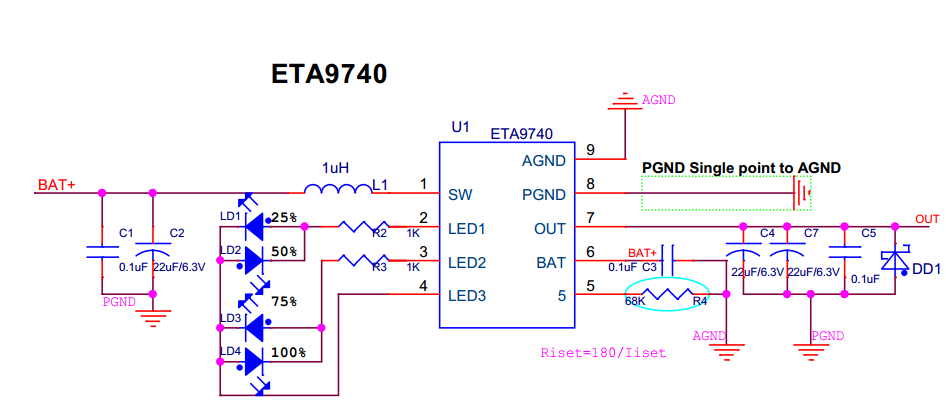 ETA9740
AGND
U1
ETA9740
9
AGND
PGND Single point to AGND
BAT+
1uH
L1
1
SW
PGND
8
LD1
25%
R2
1K
2
LED1
OUT
7
OUT
C1
0.1uF
C2
22uF/6.3V
LD2
50%
R3
1K
3
LED2
BAT
6
BAT+
0.1uF
C3
C4
22uF/6.3V
C7
22uF/6.3V
C5
0.1uF
DD1
PGND
75%
4
LED3
5
5
68K
R4
LD3
AGND
PGND
LD4
100%
Riset=180/Iiset